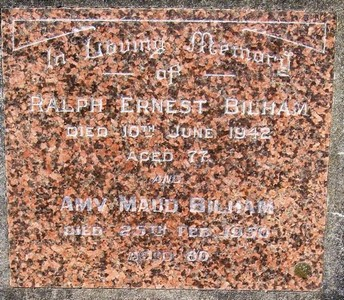 In Loving Memory
of
RALPH ERNEST BILHAM
DIED 10TH JUNE 1942
AGED 77
AND
AMY MAUD BILHAM
DIED 25TH FEB. 1950
AGED 80